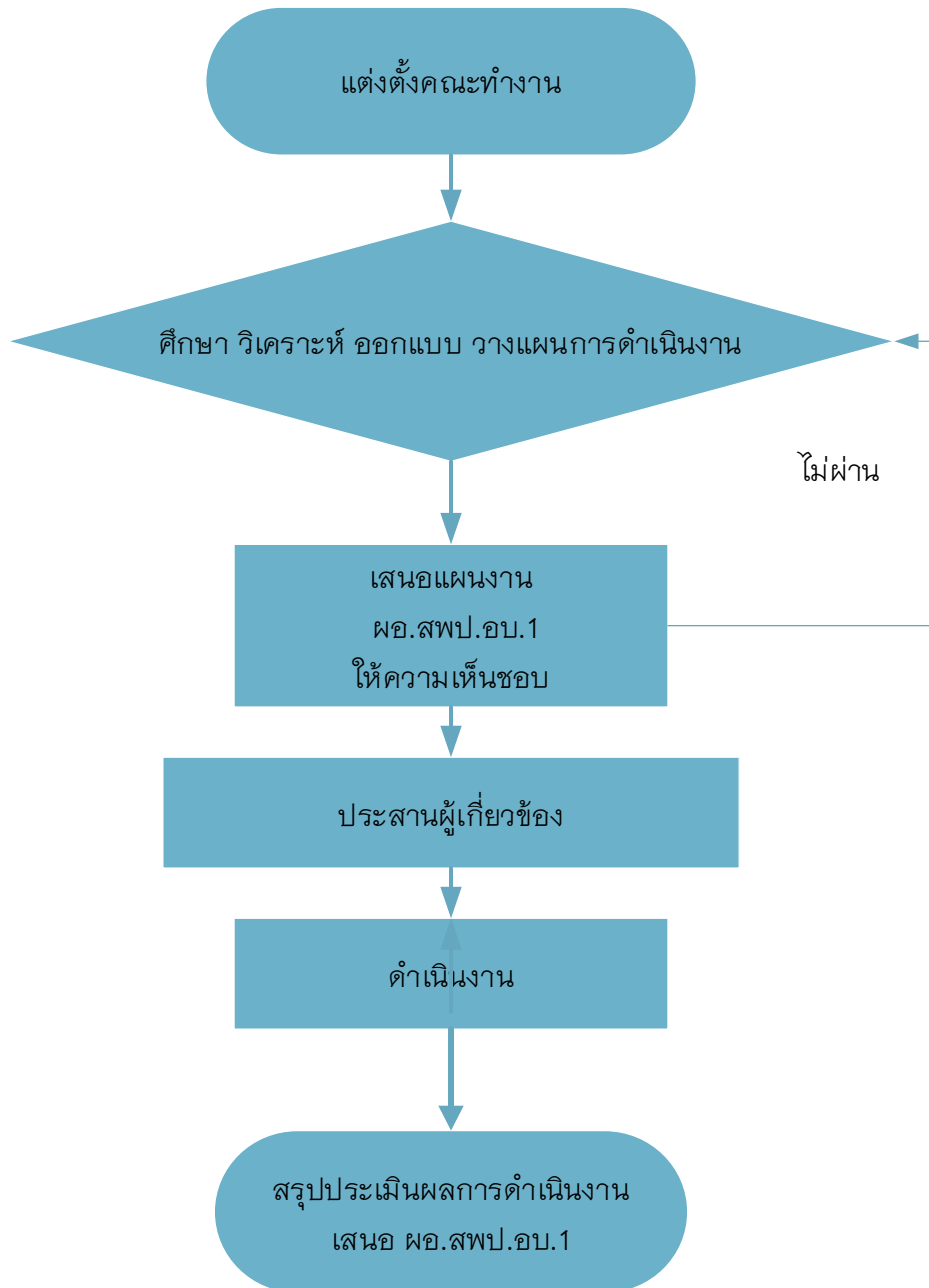 แต่งตั้งคณะทำงาน
ศึกษา วิเคราะห์ ออกแบบ วางแผนการดำเนินงาน
ไม่ผ่าน
เสนอแผนงาน
ผอ.สพป.อบ.1
ให้ความเห็นชอบ
ประสานผู้เกี่ยวข้อง
ดำเนินงาน
สรุปประเมินผลการดำเนินงาน
เสนอ ผอ.สพป.อบ.1